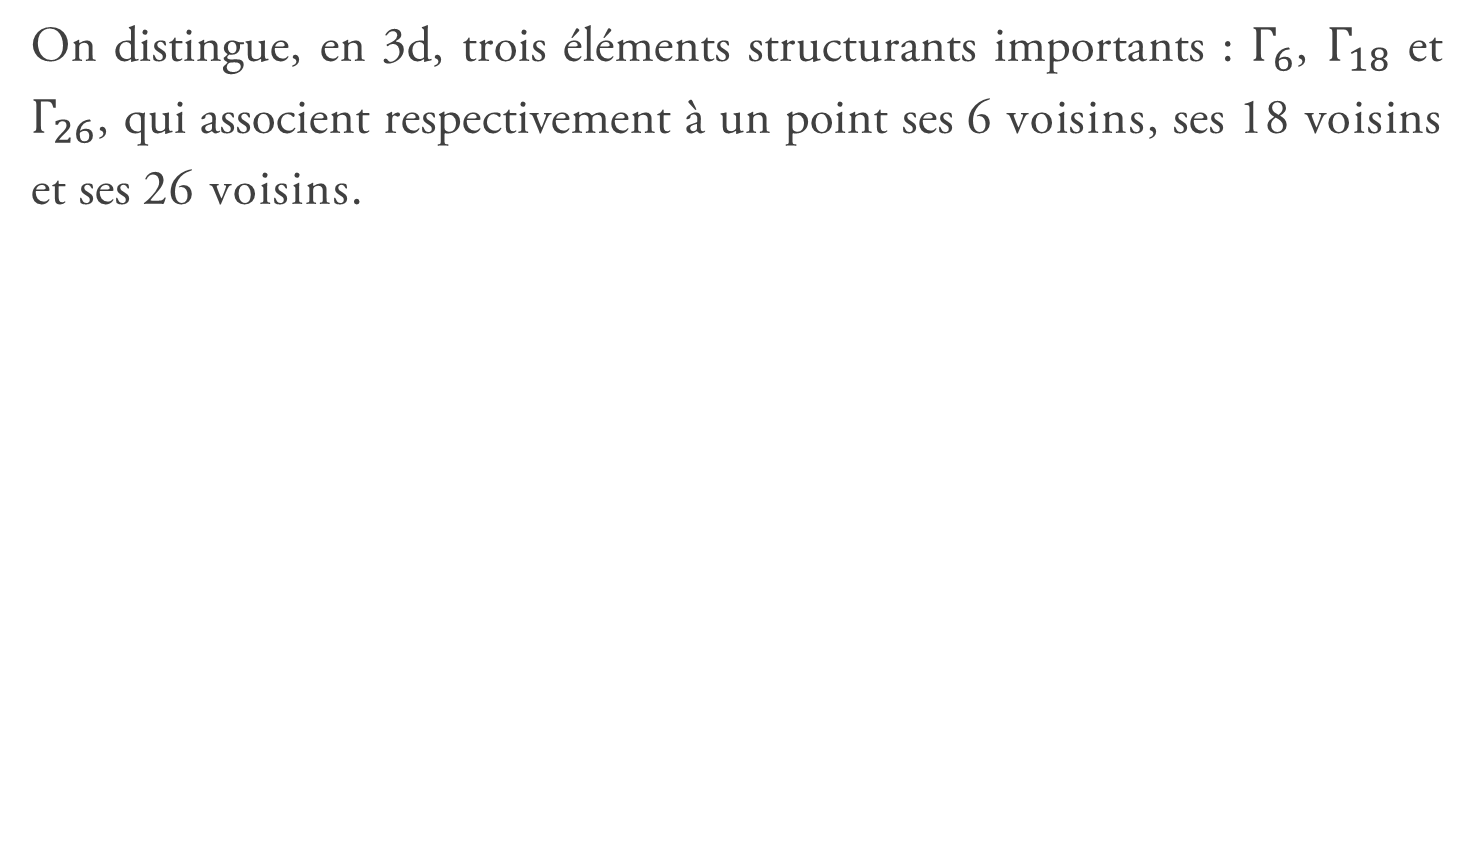 On distingue, en 3d, trois éléments structurants importants : Γ₆, Γ₁₈ et
Γ₂₆, qui associent respectivement à un point ses 6 voisins, ses 18 voisins
et ses 26 voisins.